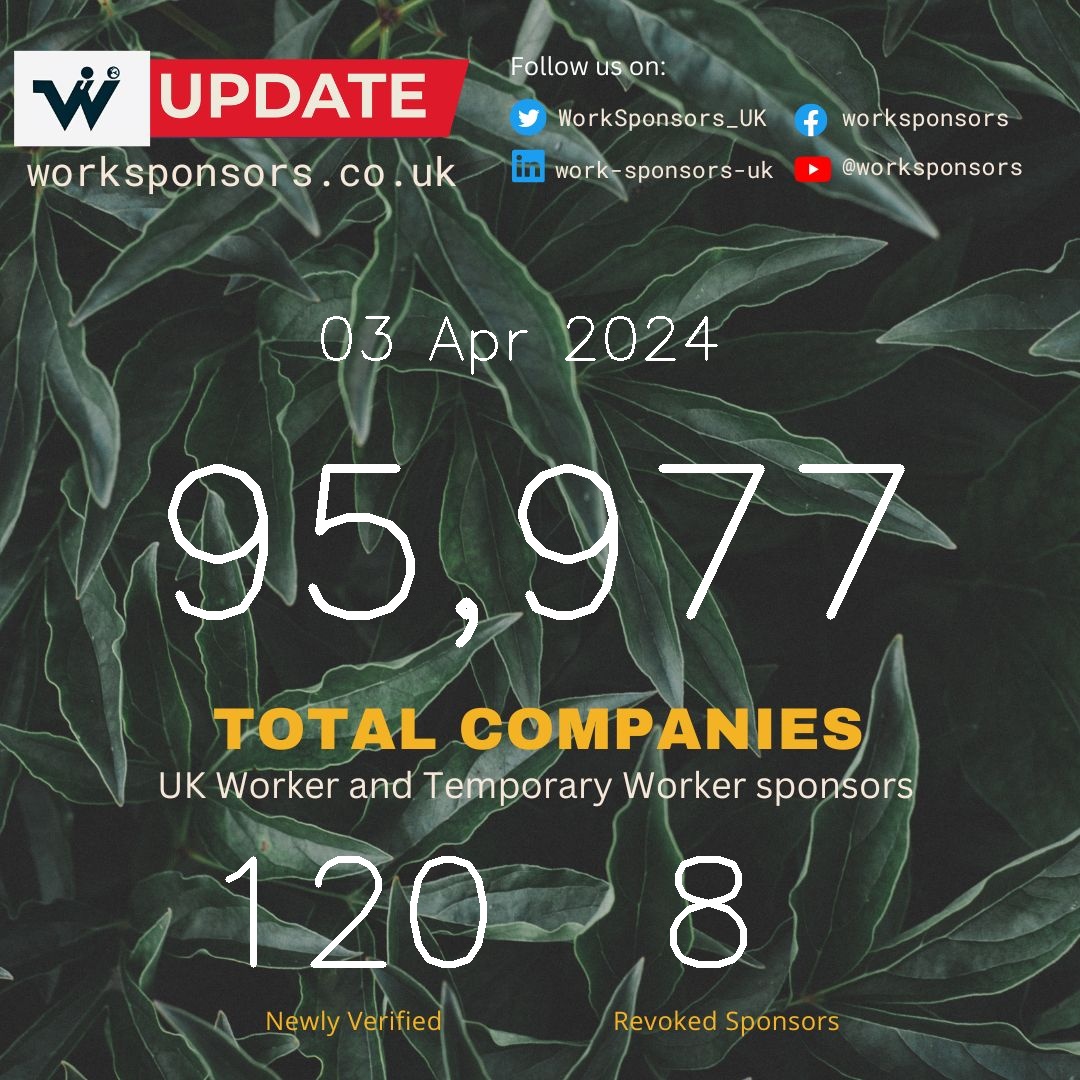 W UPDATE
worksponsors.co.uk
Follow us on:
WorkSponsors_UK
worksponsors
work-sponsors-uk
@worksponsors
03 Apr 2024
95,977
TOTAL COMPANIES
UK Worker and Temporary Worker sponsors
120 8
Newly Verified Revoked Sponsors